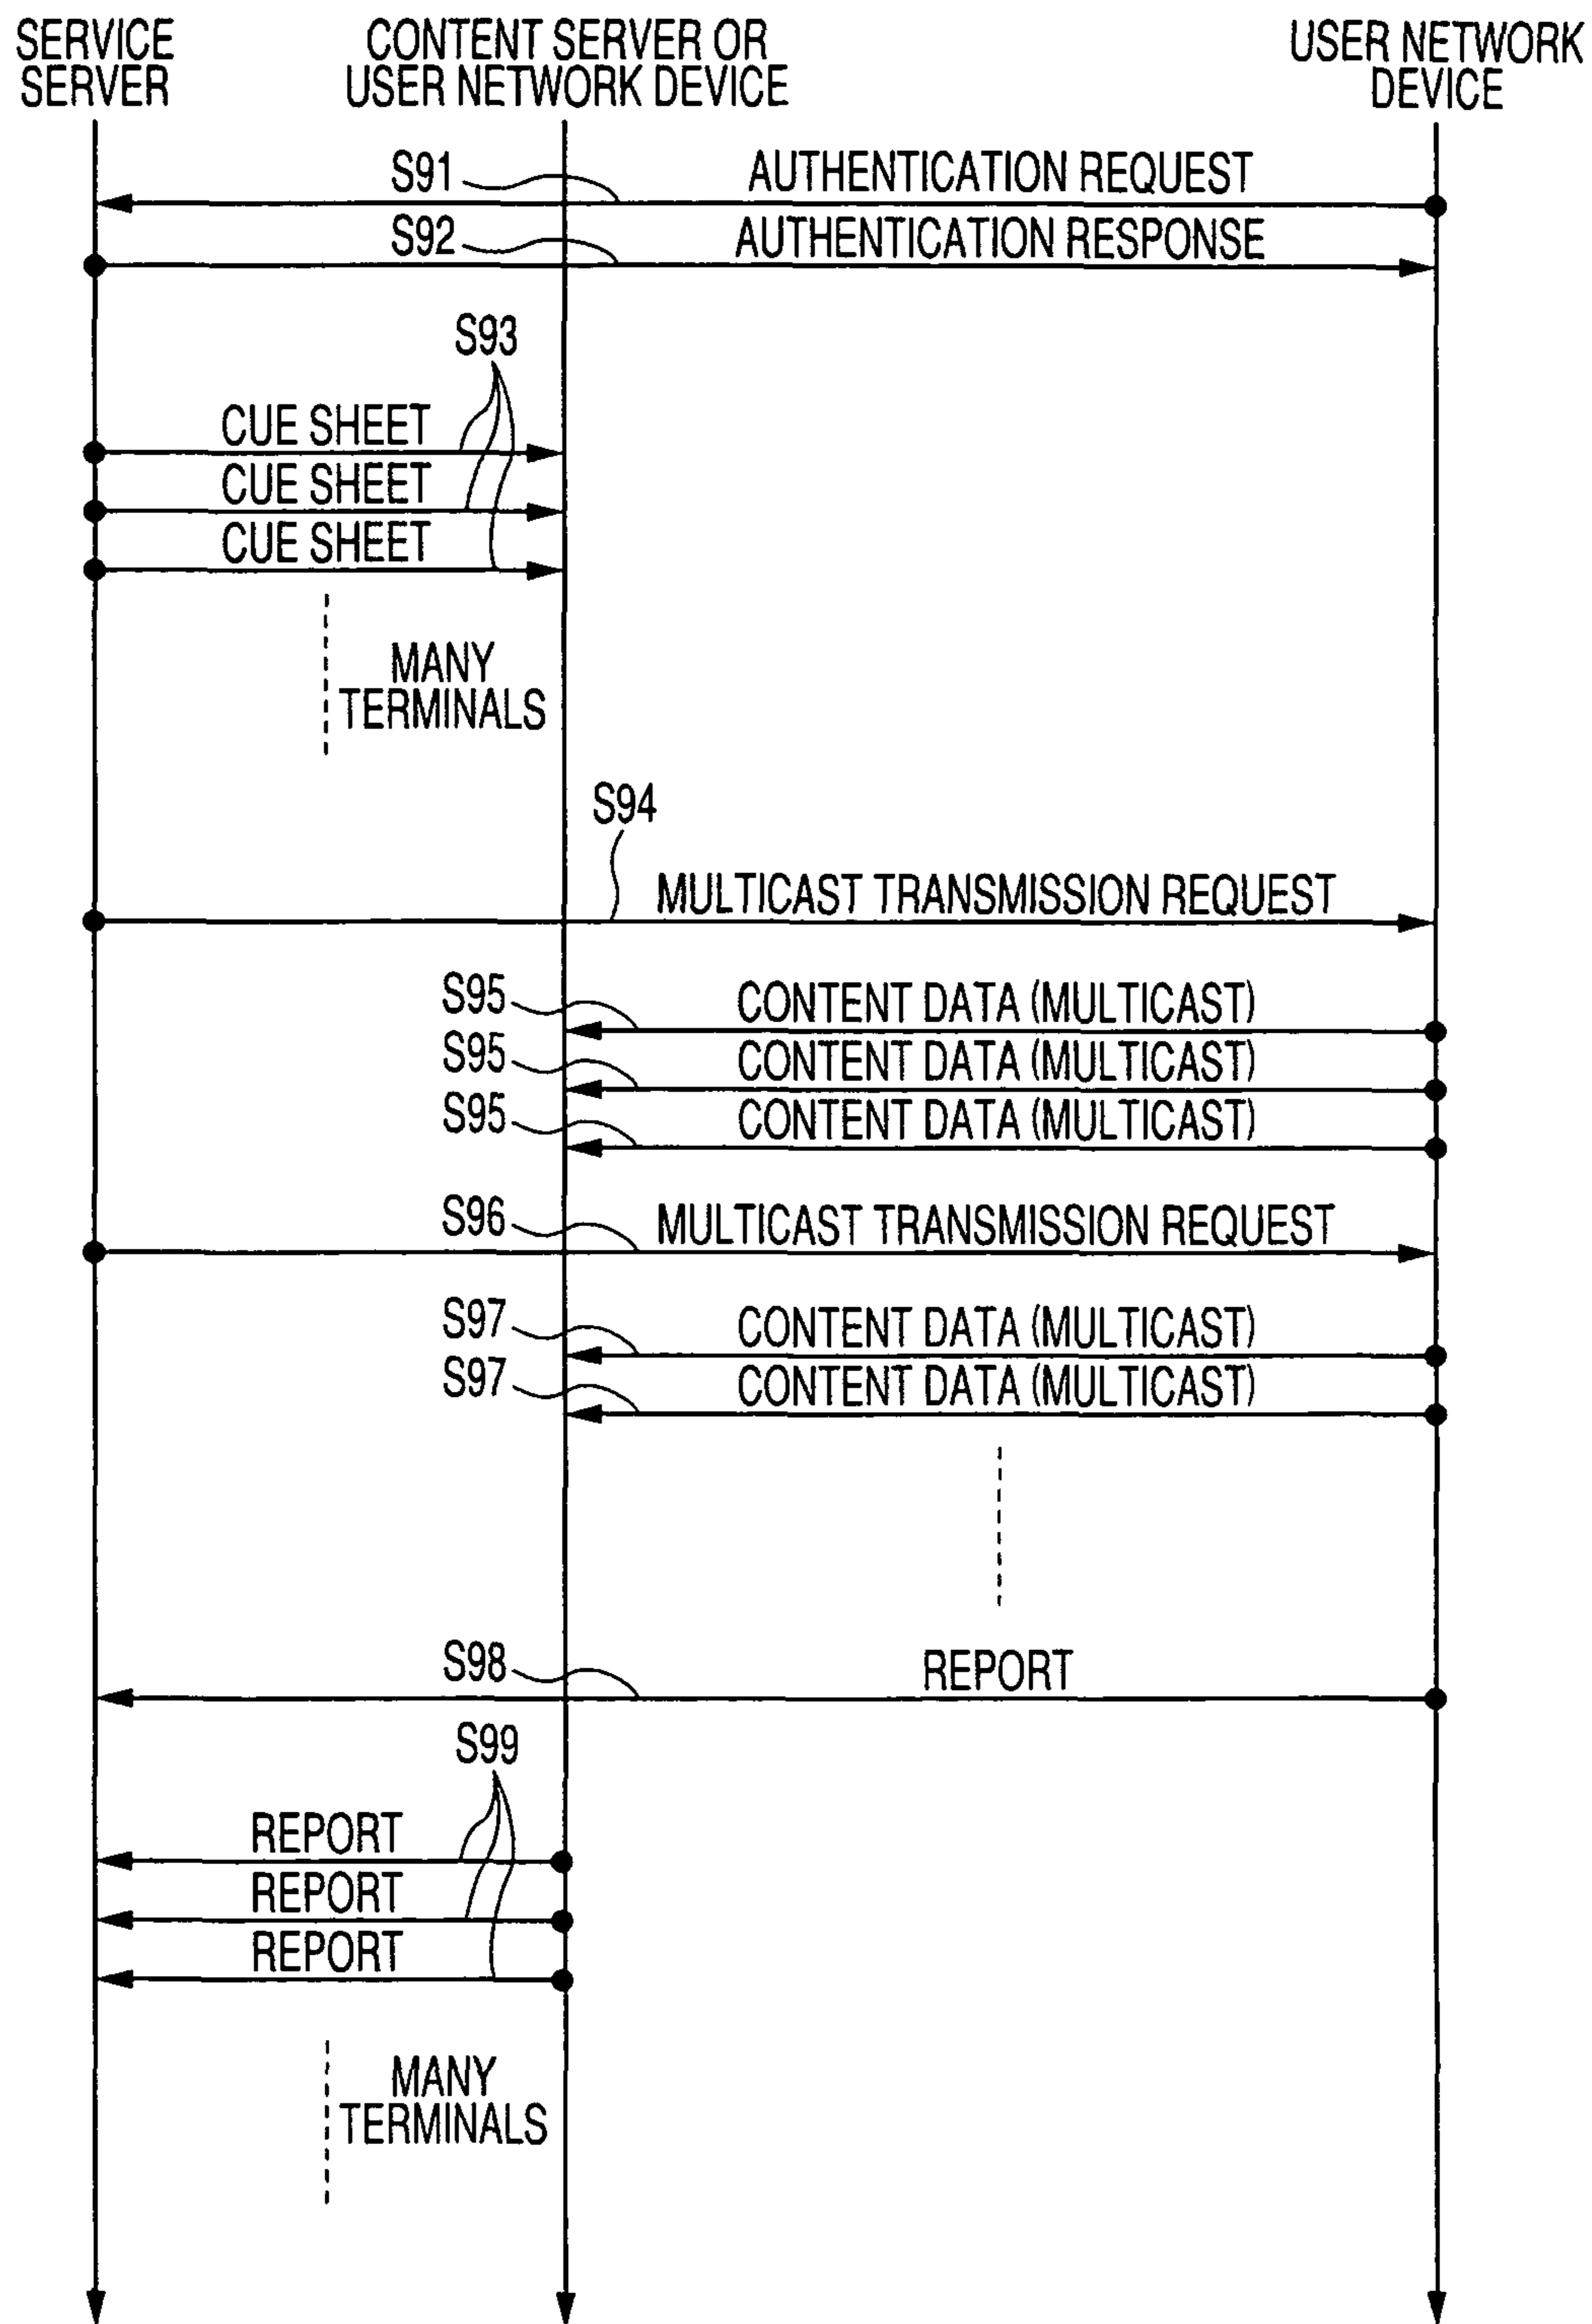 SERVICE
SERVER
CONTENT SERVER OR
USER NETWORK DEVICE
USER NETWORK
DEVICE
S91
AUTHENTICATION REQUEST
S92
AUTHENTICATION RESPONSE
S93
CUE SHEET
CUE SHEET
CUE SHEET
MANY
TERMINALS
S94
MULTICAST TRANSMISSION REQUEST
S95
CONTENT DATA (MULTICAST)
S95
CONTENT DATA (MULTICAST)
S95
CONTENT DATA (MULTICAST)
S96
MULTICAST TRANSMISSION REQUEST
S97
CONTENT DATA (MULTICAST)
S97
CONTENT DATA (MULTICAST)
S98
REPORT
S99
REPORT
REPORT
REPORT
MANY
TERMINALS